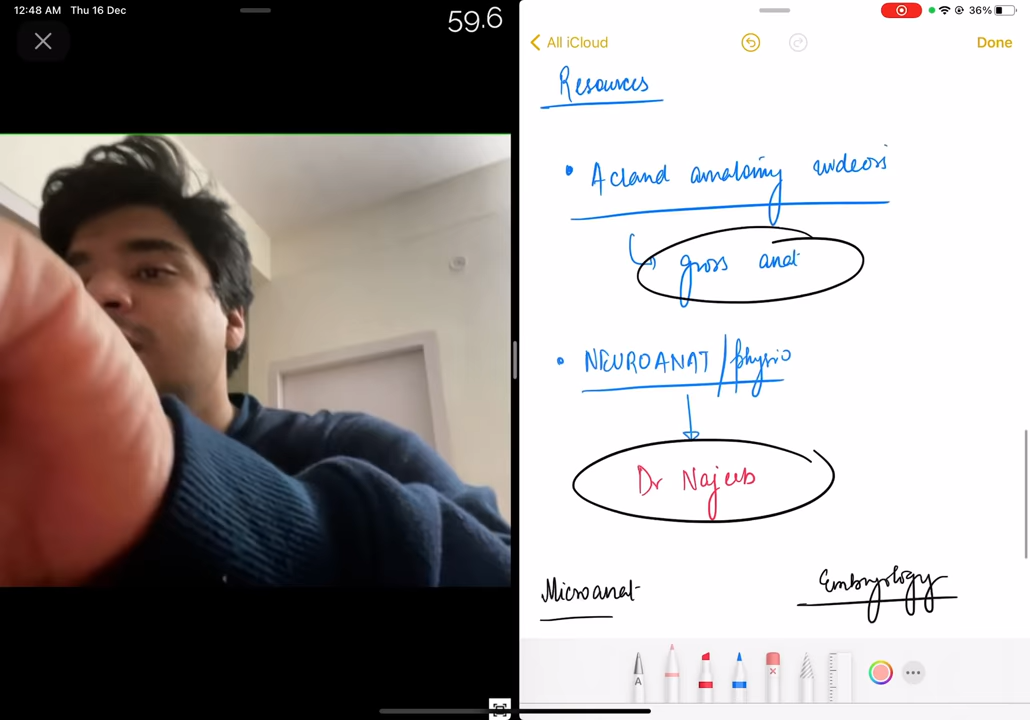 12:48 AM Thu 16 Dec
59.6
36%
All iCloud
Done
Resources
• Acland anatomy videos
gross anat
• NEUROANAT / physio
Dr Najeeb
Microanat
Embryology
A